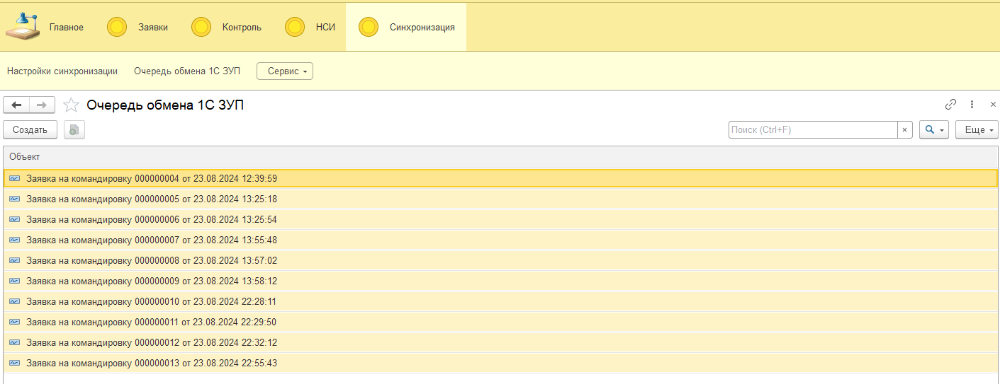 Главное Заявки Контроль НСИ Синхронизация
Настройки синхронизации Очередь обмена 1С ЗУП Сервис
Очередь обмена 1С ЗУП
Создать Поиск (Ctrl+F) × Еще
Объект
Заявка на командировку 000000004 от 23.08.2024 12:39:59
Заявка на командировку 000000005 от 23.08.2024 13:25:18
Заявка на командировку 000000006 от 23.08.2024 13:25:54
Заявка на командировку 000000007 от 23.08.2024 13:55:48
Заявка на командировку 000000008 от 23.08.2024 13:57:02
Заявка на командировку 000000009 от 23.08.2024 13:58:12
Заявка на командировку 000000010 от 23.08.2024 22:28:11
Заявка на командировку 000000011 от 23.08.2024 22:29:50
Заявка на командировку 000000012 от 23.08.2024 22:32:12
Заявка на командировку 000000013 от 23.08.2024 22:55:43